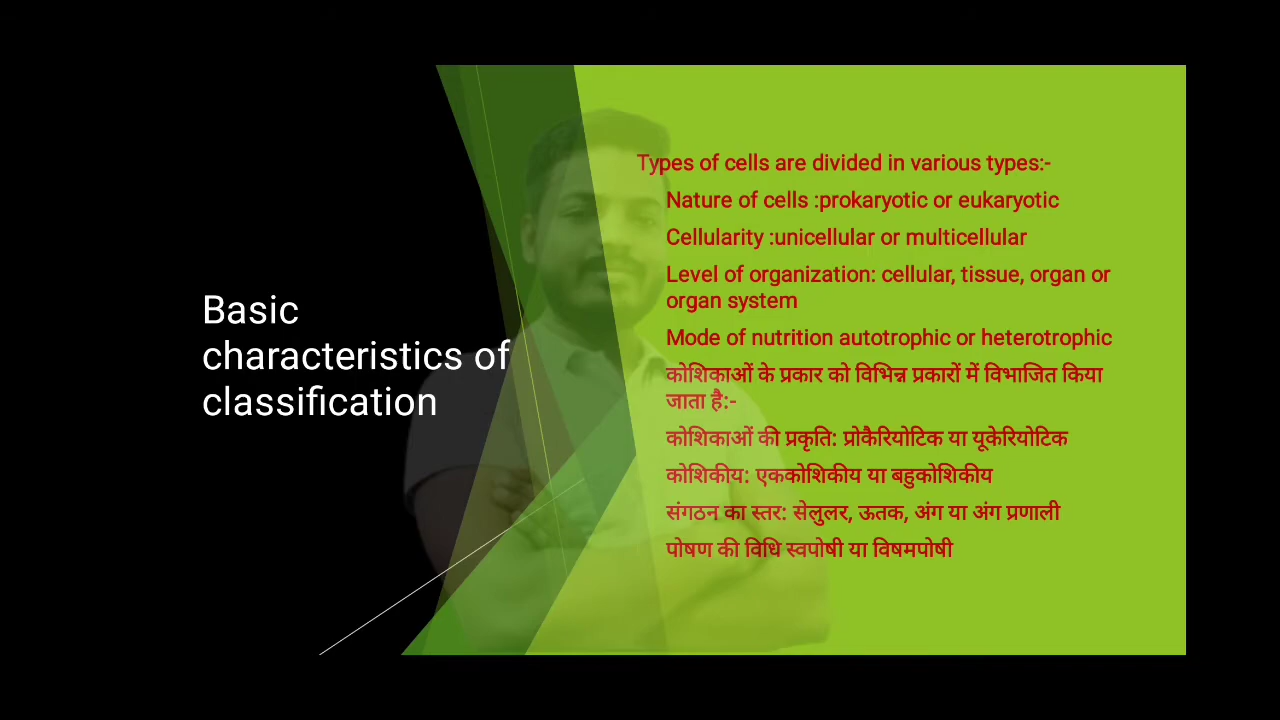 Basic
characteristics of
classification
Types of cells are divided in various types:-
Nature of cells :prokaryotic or eukaryotic
Cellularity :unicellular or multicellular
Level of organization: cellular, tissue, organ or
organ system
Mode of nutrition autotrophic or heterotrophic
कोशिकाओं के प्रकार को विभिन्न प्रकारों में विभाजित किया
जाता है:-
कोशिकाओं की प्रकृति: प्रोकैरियोटिक या यूकेरियोटिक
कोशिकीय: एककोशिकीय या बहुकोशिकीय
संगठन का स्तर: सेलुलर, ऊतक, अंग या अंग प्रणाली
पोषण की विधि स्वपोषी या विषमपोषी